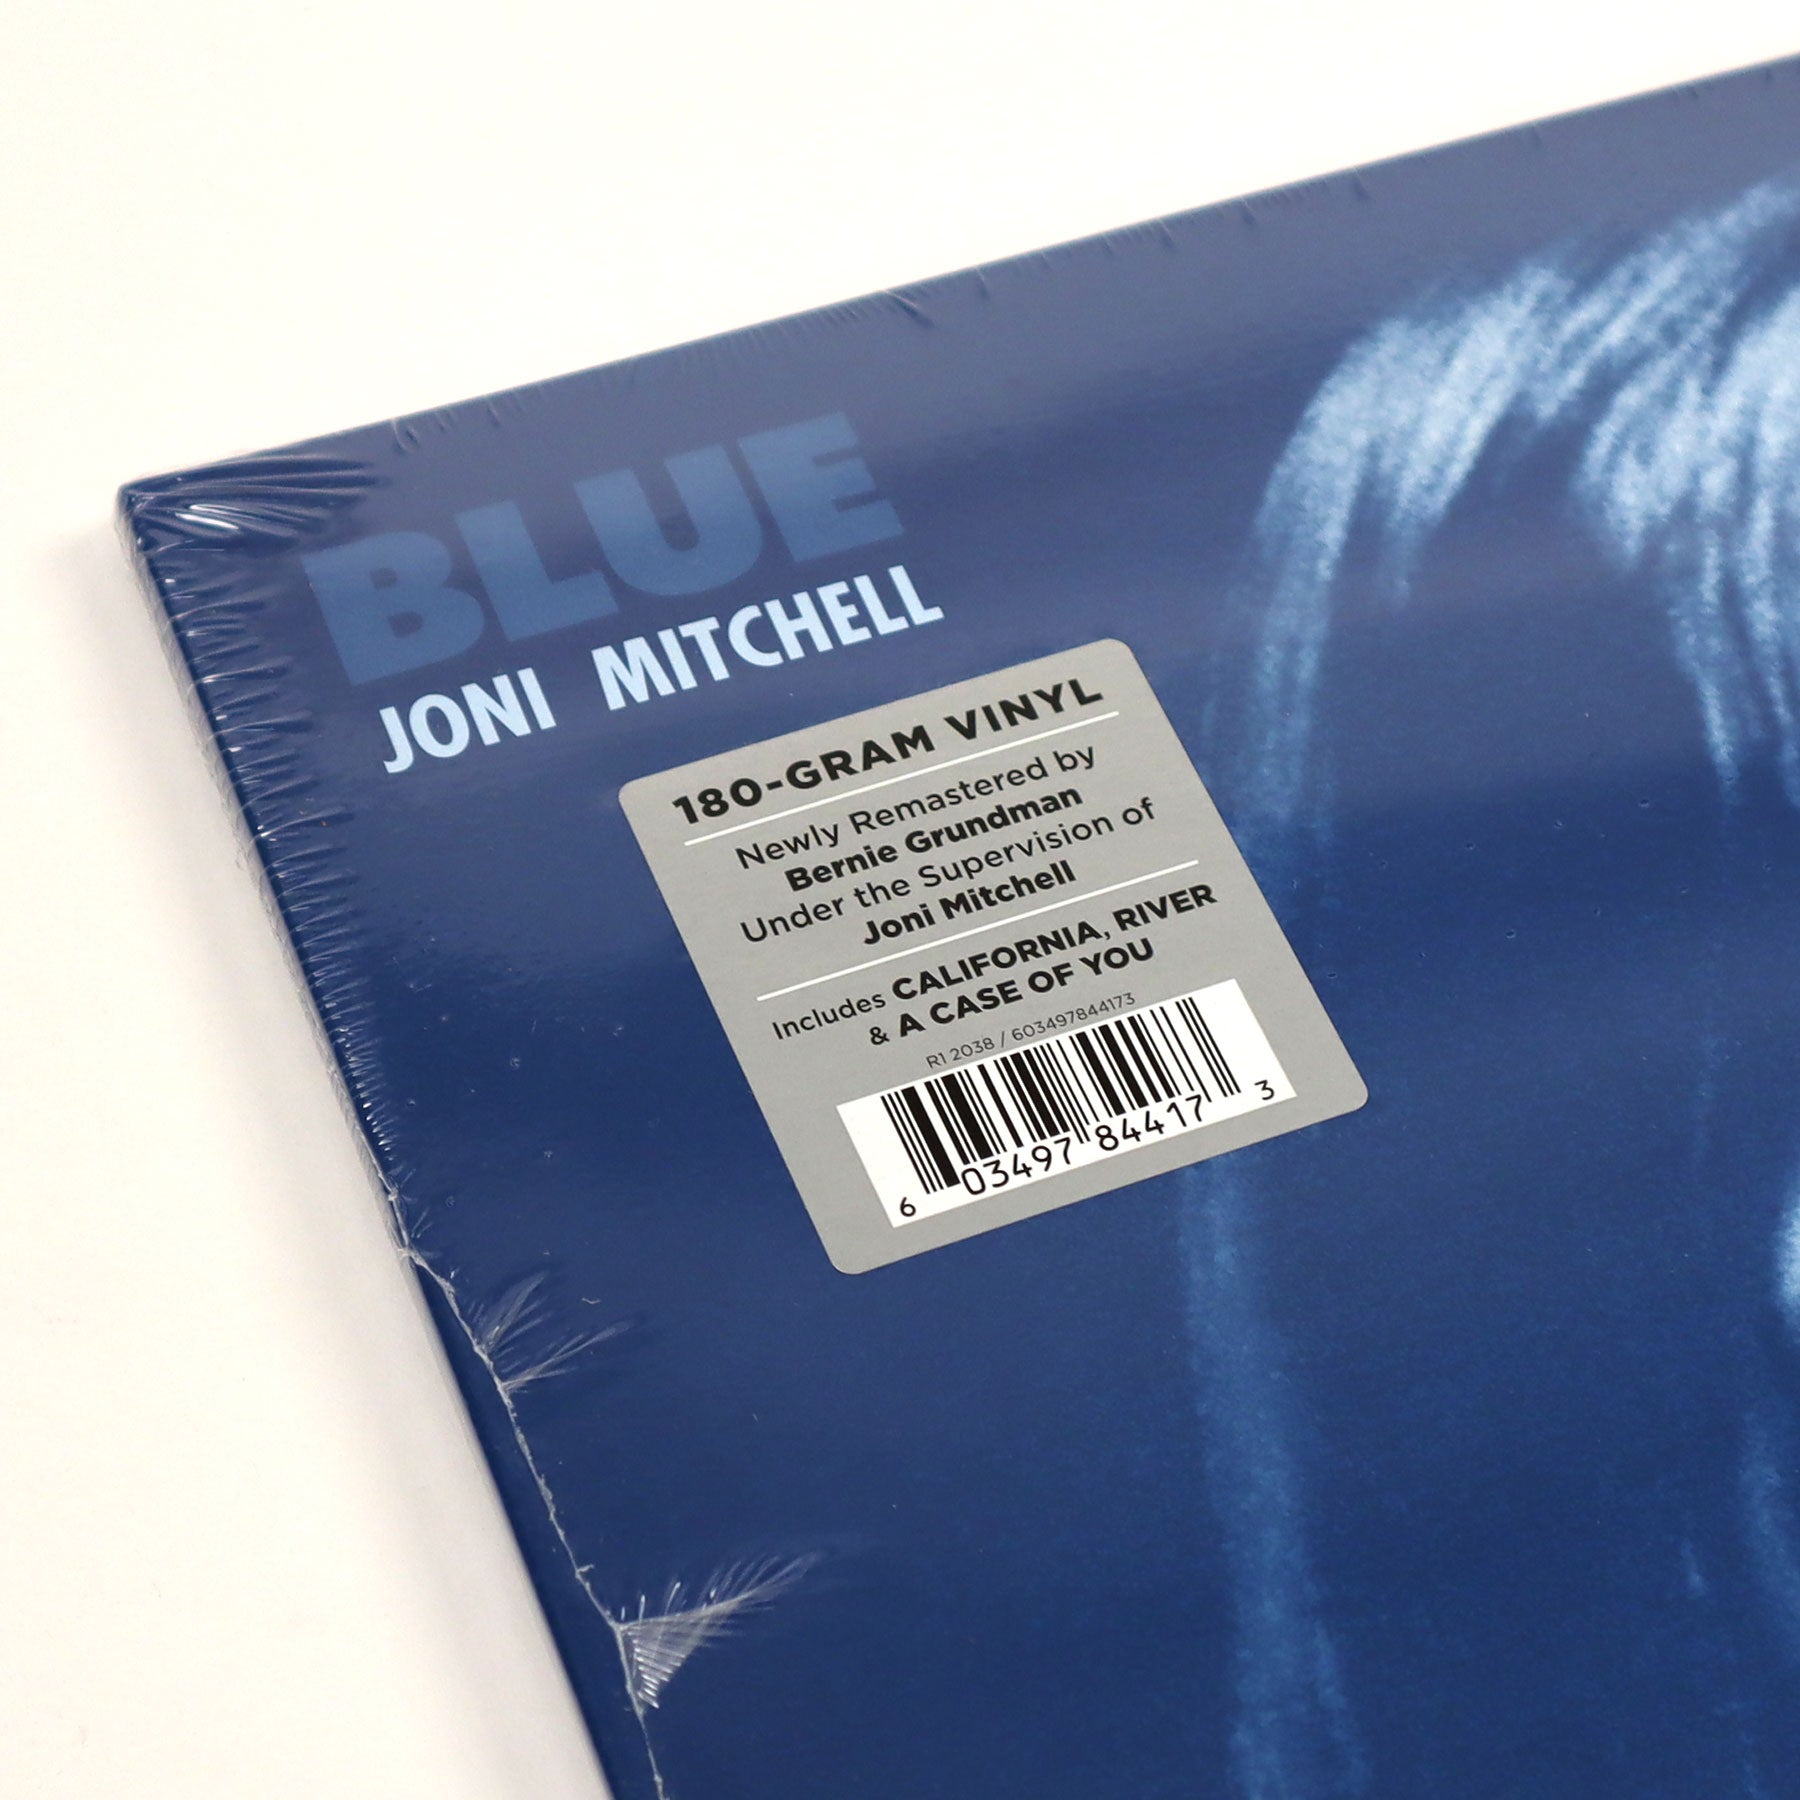 BLUE
JONI MITCHELL
180-GRAM VINYL
Newly Remastered by
Bernie Grundman
Under the Supervision of
Joni Mitchell
Includes CALIFORNIA, RIVER
& A CASE OF YOU
R1 2038 / 603497844173
6 03497 84417 3